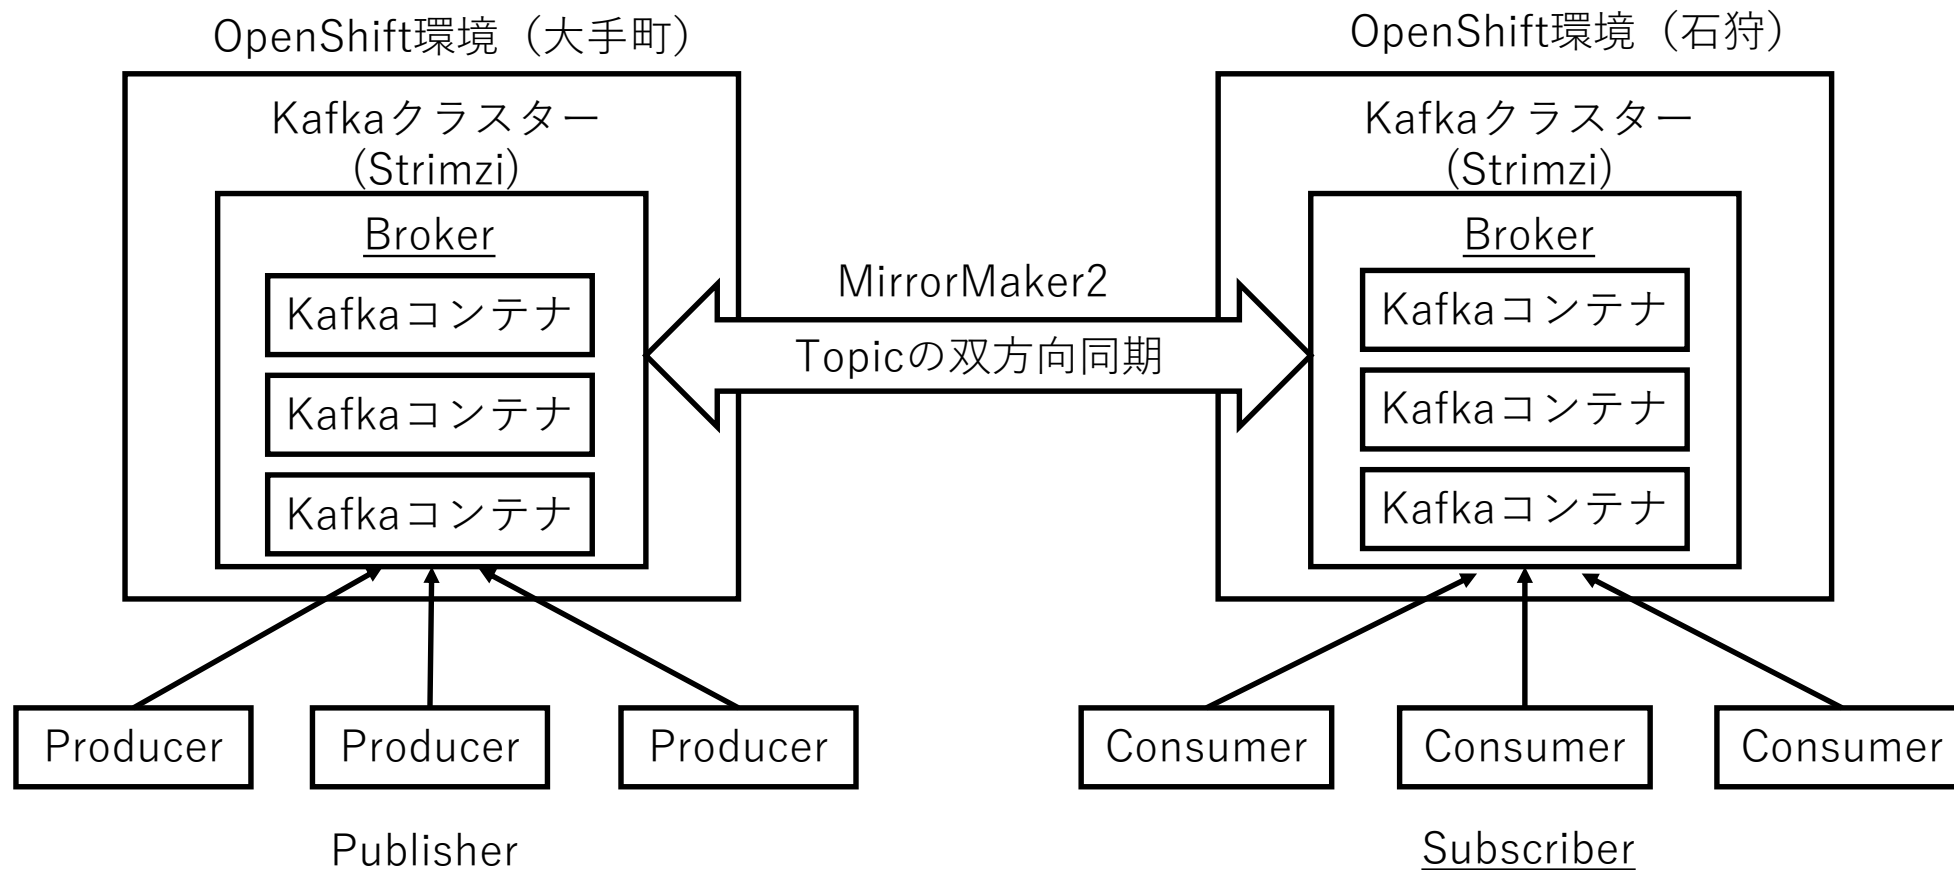 OpenShift環境（大手町）
Kafkaクラスター
(Strimzi)
Broker
Kafkaコンテナ
Kafkaコンテナ
Kafkaコンテナ
MirrorMaker2
Topicの双方向同期
OpenShift環境（石狩）
Kafkaクラスター
(Strimzi)
Broker
Kafkaコンテナ
Kafkaコンテナ
Kafkaコンテナ
Producer
Producer
Producer
Publisher
Consumer
Consumer
Consumer
Subscriber